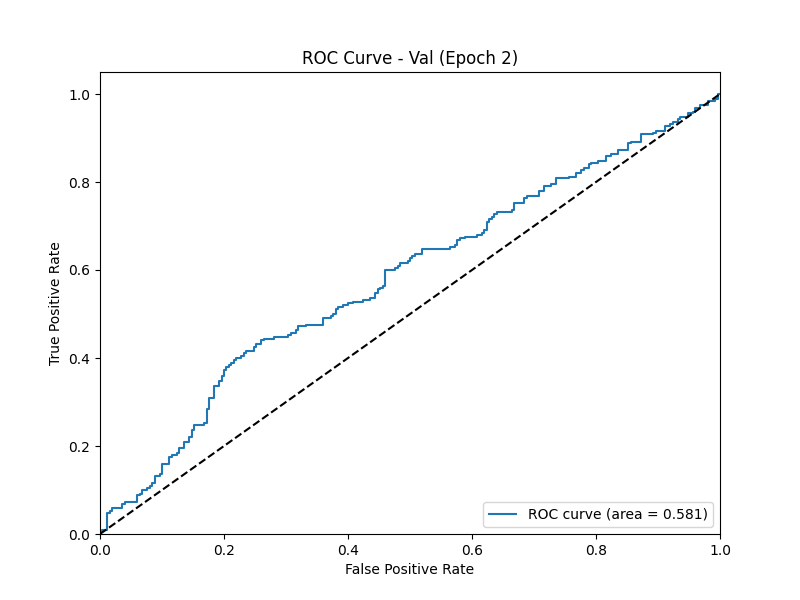 ROC Curve - Val (Epoch 2)
True Positive Rate
1.0
0.8
0.6
0.4
0.2
0.0
0.0 0.2 0.4 0.6 0.8 1.0
False Positive Rate
ROC curve (area = 0.581)